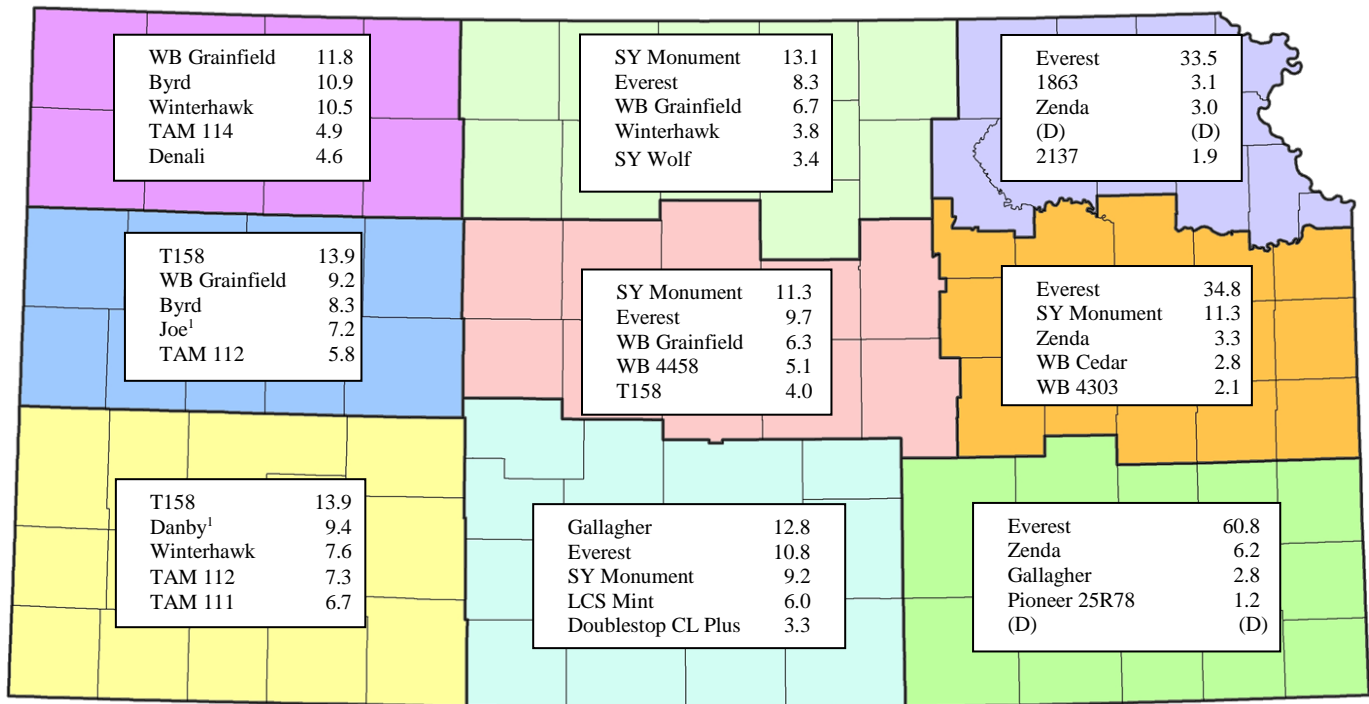 WB Grainfield 11.8
Byrd 10.9
Winterhawk 10.5
TAM 114 4.9
Denali 4.6
SY Monument 13.1
Everest 8.3
WB Grainfield 6.7
Winterhawk 3.8
SY Wolf 3.4
Everest 33.5
1863 3.1
Zenda 3.0
(D) (D)
2137 1.9
T158 13.9
WB Grainfield 9.2
Byrd 8.3
Joe¹ 7.2
TAM 112 5.8
SY Monument 11.3
Everest 9.7
WB Grainfield 6.3
WB 4458 5.1
T158 4.0
Everest 34.8
SY Monument 11.3
Zenda 3.3
WB Cedar 2.8
WB 4303 2.1
T158 13.9
Danby¹ 9.4
Winterhawk 7.6
TAM 112 7.3
TAM 111 6.7
Gallagher 12.8
Everest 10.8
SY Monument 9.2
LCS Mint 6.0
Doublestop CL Plus 3.3
Everest 60.8
Zenda 6.2
Gallagher 2.8
Pioneer 25R78 1.2
(D) (D)